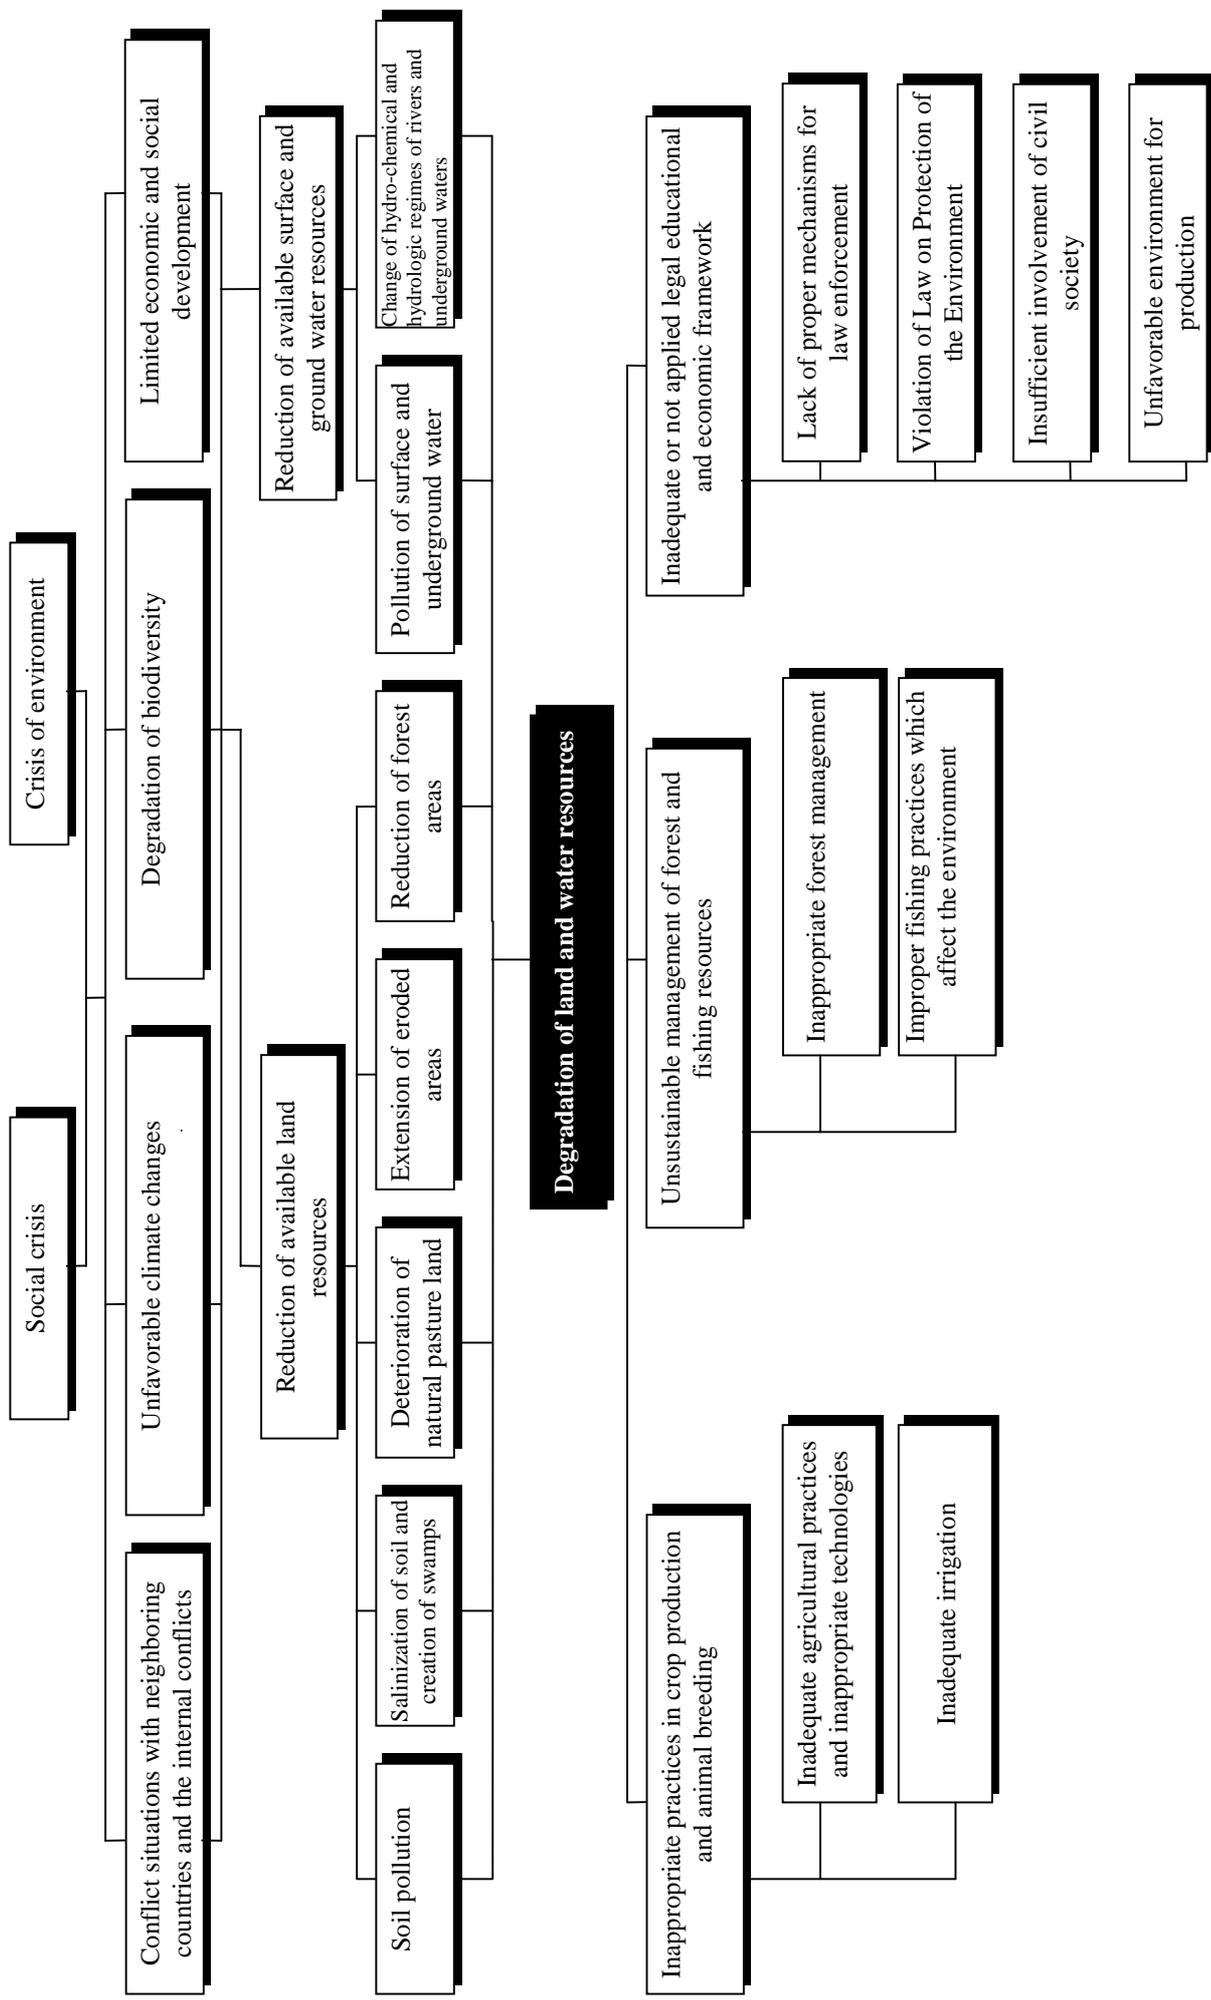 Social crisis
Crisis of environment
Conflict situations with neighboring
countries and the internal conflicts
Unfavorable climate changes
Degradation of biodiversity
Limited economic and social
development
Reduction of available land
resources
Reduction of available surface and
ground water resources
Soil pollution
Salinization of soil and
creation of swamps
Deterioration of
natural pasture land
Extension of eroded
areas
Reduction of forest
areas
Pollution of surface and
underground water
Change of hydro-chemical and
hydrologic regimes of rivers and
underground waters
Degradation of land and water resources
Inappropriate practices in crop production
and animal breeding
Inadequate agricultural practices
and inappropriate technologies
Inadequate irrigation
Unsustainable management of forest and
fishing resources
Inappropriate forest management
Improper fishing practices which
affect the environment
Inadequate or not applied legal educational
and economic framework
Lack of proper mechanisms for
law enforcement
Violation of Law on Protection of
the Environment
Insufficient involvement of civil
society
Unfavorable environment for
production